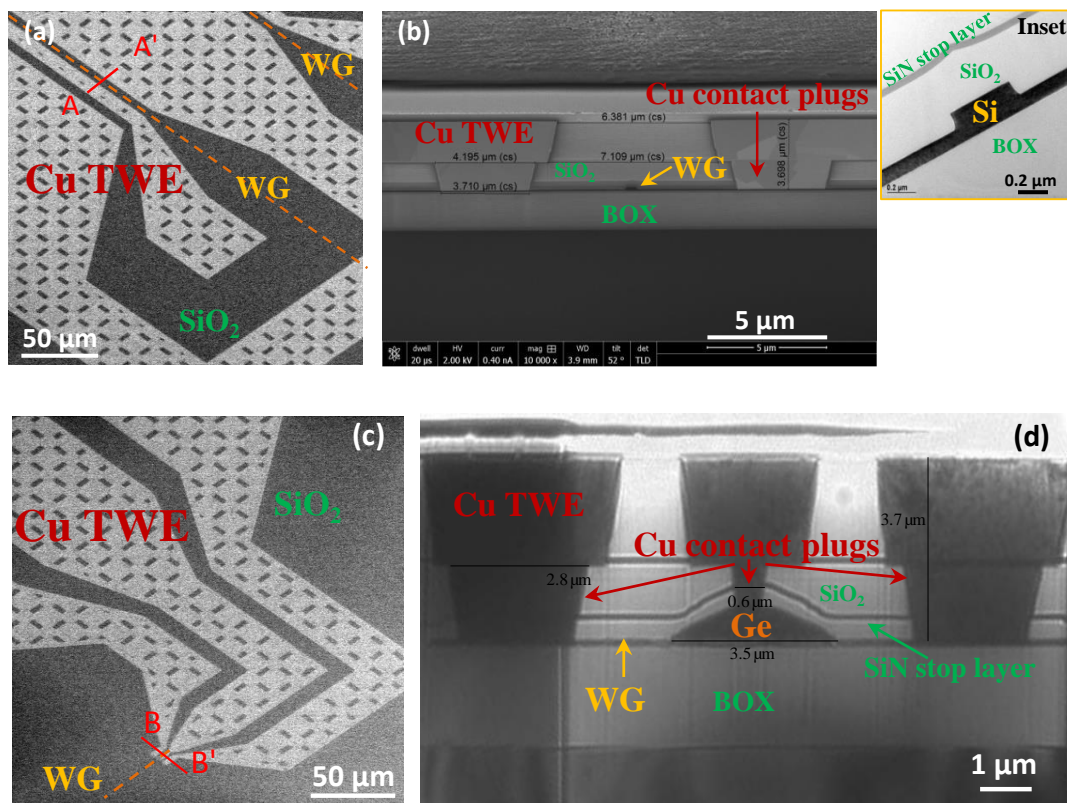 (a)
A'
WG
A
Cu TWE
WG
SiO2
50 µm
(b)
Cu contact plugs
6.381 µm (cs)
Cu TWE
4.195 µm (cs)
7.109 µm (cs)
WG
SiO2
3.698 µm (cs)
3.710 µm (cs)
BOX
5 µm
dwell HV curr mag WD tilt det
20 µs 2.00 kV 0.40 nA 10 000 x 3.9 mm 52 ° TLD
5 µm
Inset
SiN stop layer
SiO2
Si
BOX
0.2 µm
0.2 µm
(c)
SiO2
Cu TWE
B
B'
WG
50 µm
(d)
Cu TWE
3.7 µm
Cu contact plugs
2.8 µm
0.6 µm
SiO2
Ge
3.5 µm
SiN stop layer
WG
BOX
1 µm